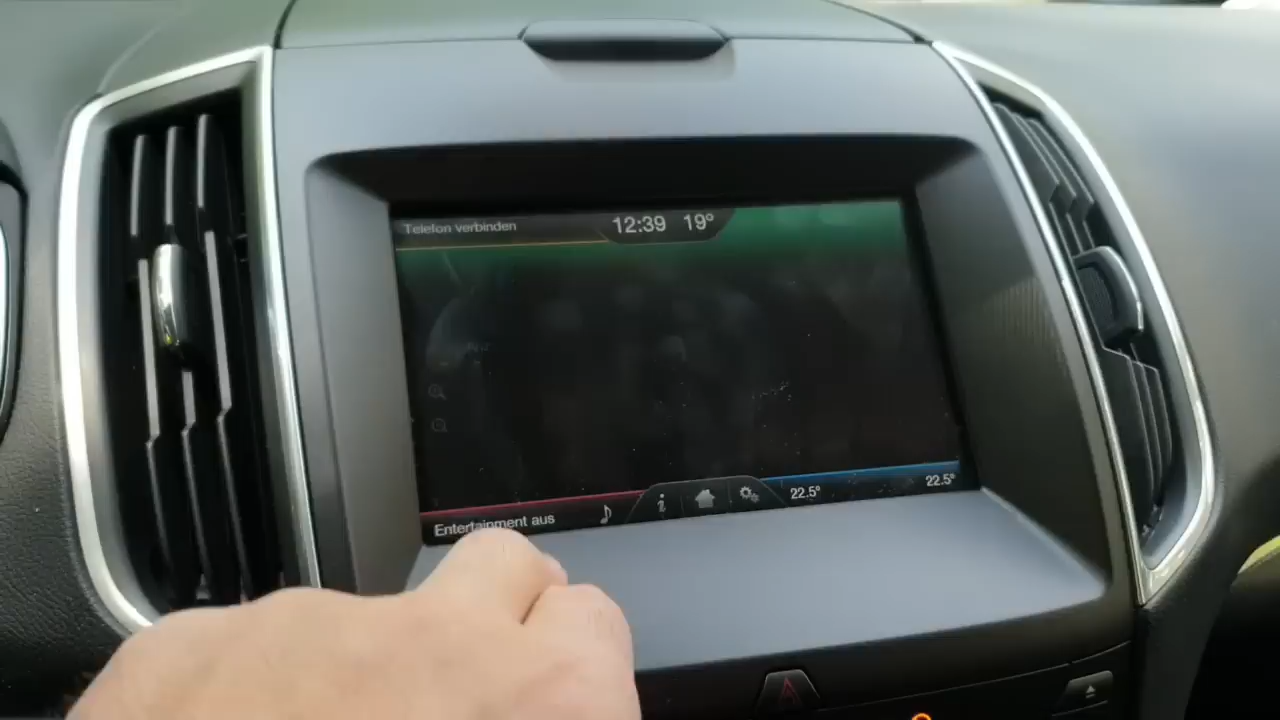 Telefon verbinden
12:39 19°
Entertainment aus
i
22.5°
22.5°